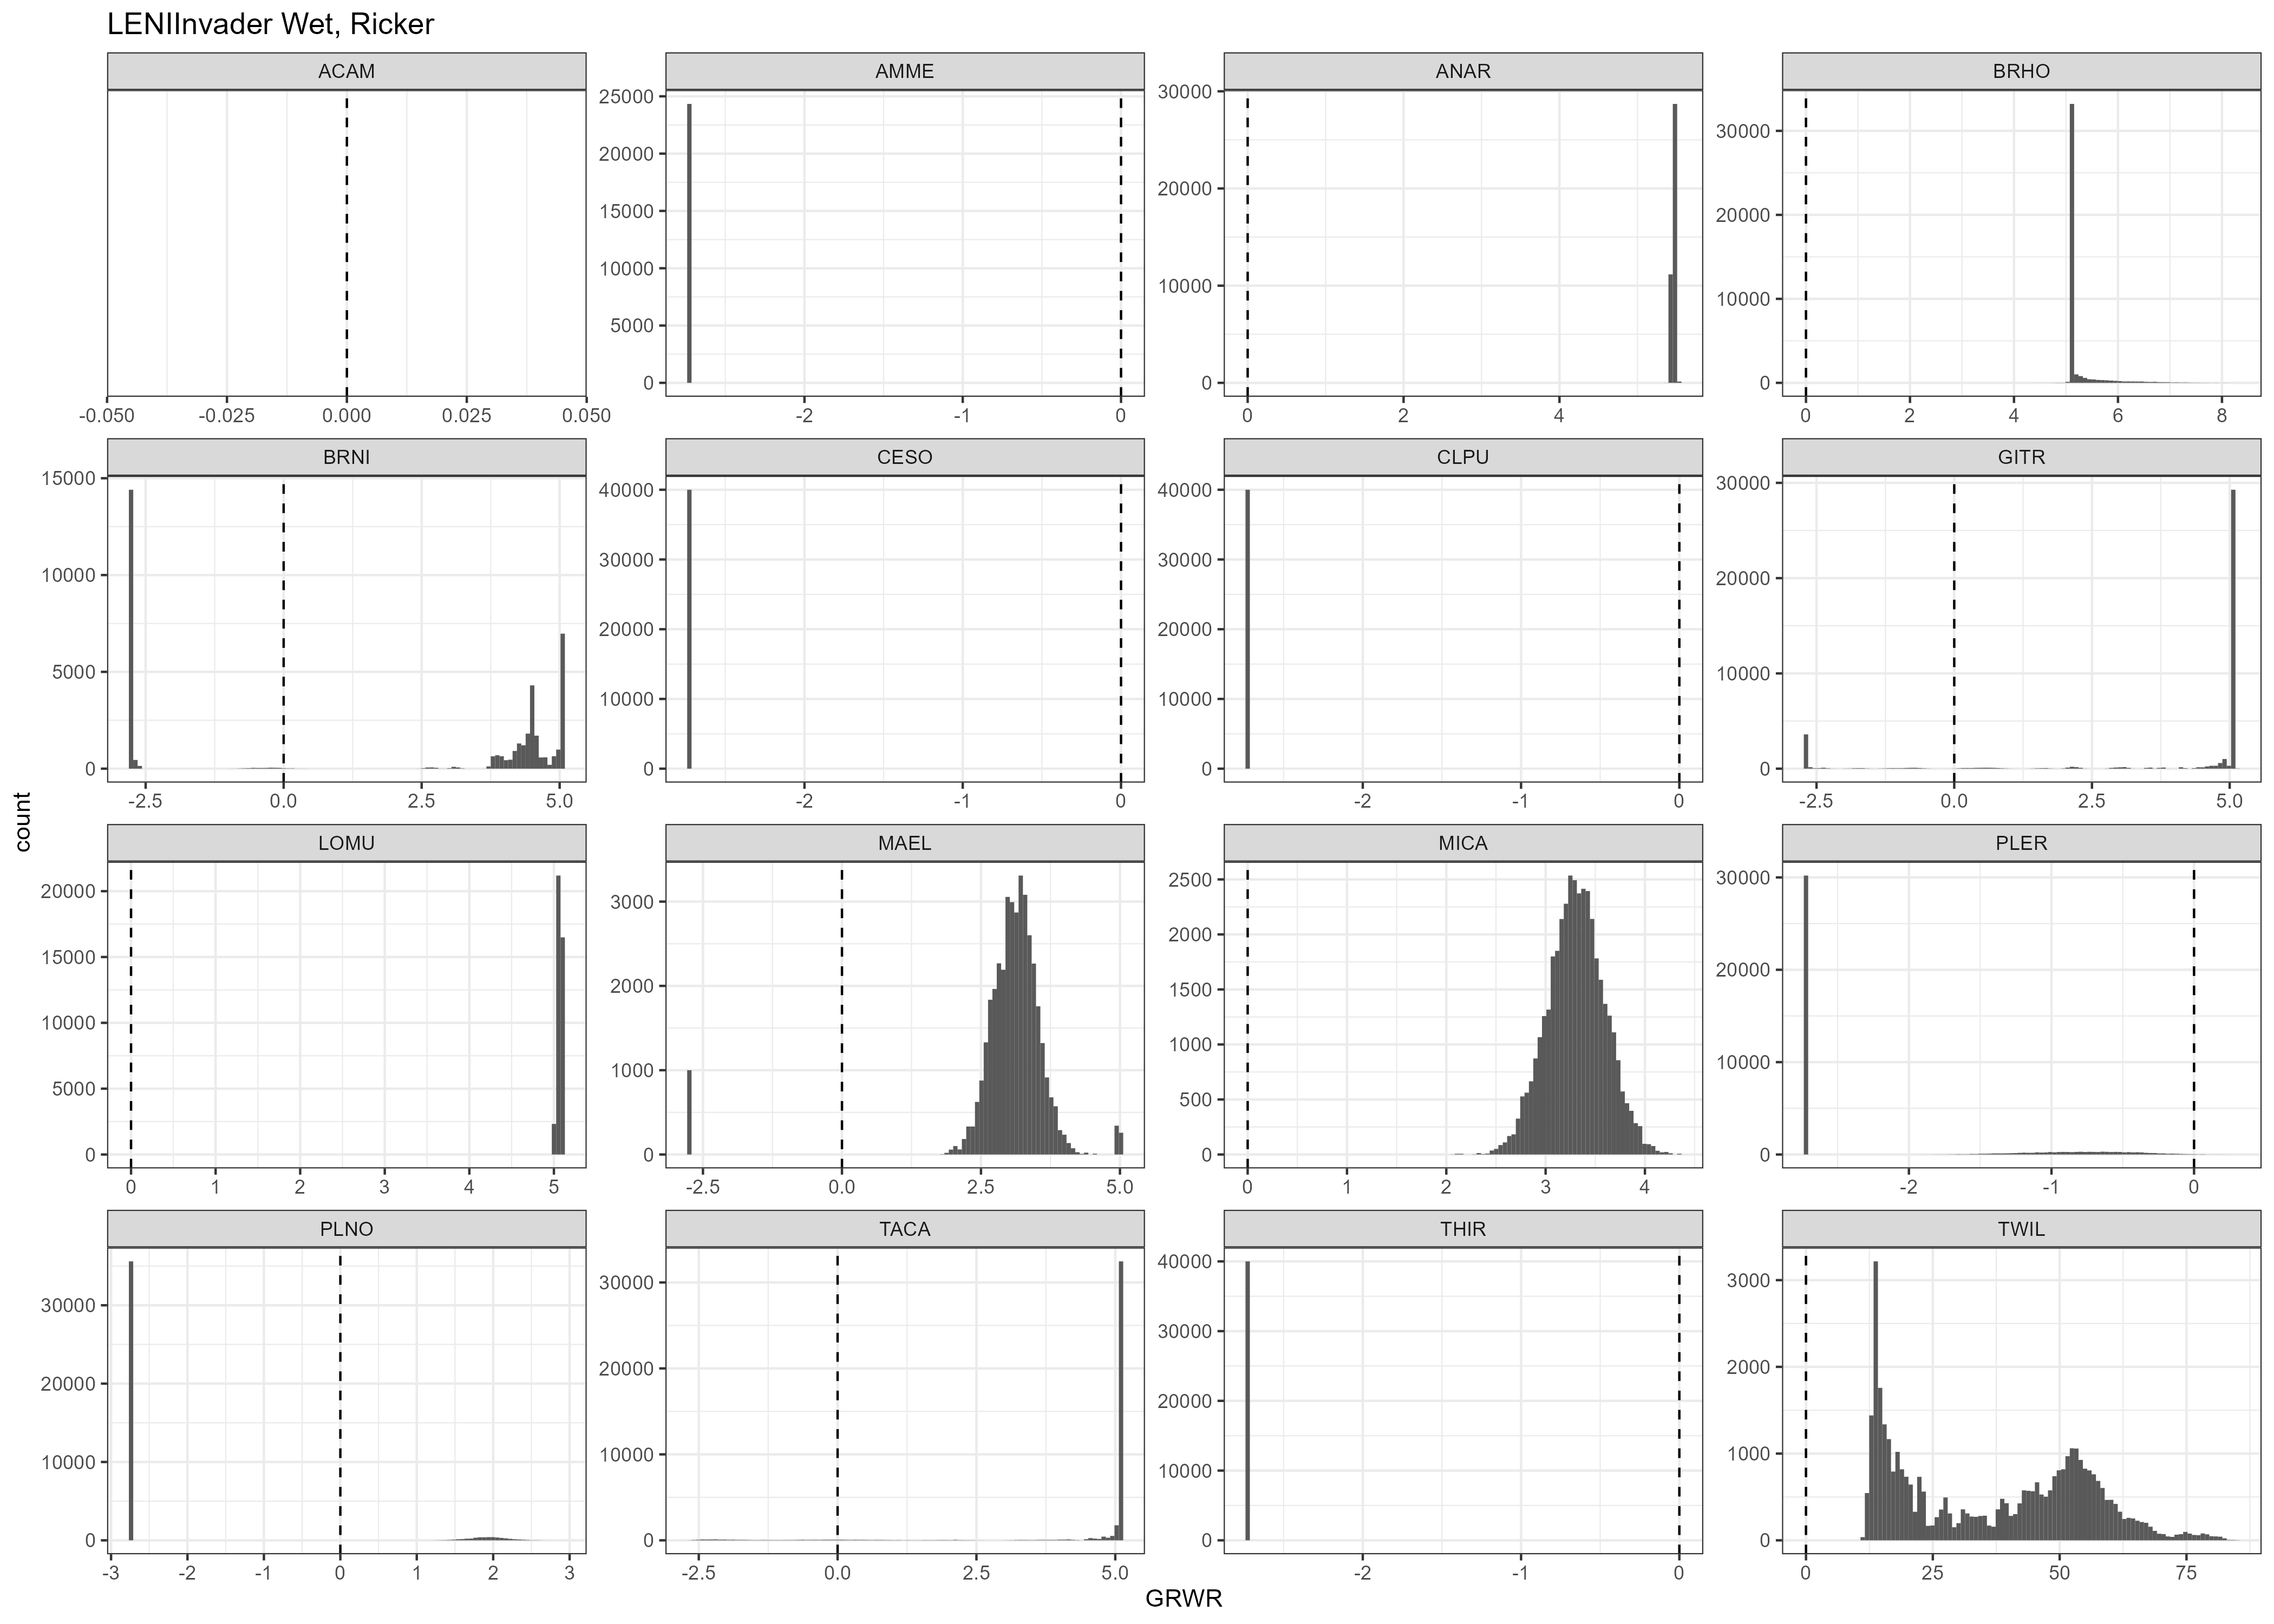 LENIInvader Wet, Ricker
ACAM AMME ANAR BRHO
25000 20000 15000 10000 5000 0
30000 20000 10000 0
30000 20000 10000 0
-0.050 -0.025 0.000 0.025 0.050
-2 -1 0
0 2 4
0 2 4 6 8
BRNI CESO CLPU GITR
15000 10000 5000 0
40000 30000 20000 10000 0
40000 30000 20000 10000 0
30000 20000 10000 0
-2.5 0.0 2.5 5.0
-2 -1 0
-2 -1 0
-2.5 0.0 2.5 5.0
count
LOMU MAEL MICA PLER
20000 15000 10000 5000 0
3000 2000 1000 0
2500 2000 1500 1000 500 0
30000 20000 10000 0
0 1 2 3 4 5
-2.5 0.0 2.5 5.0
0 1 2 3 4
-2 -1 0
PLNO TACA THIR TWIL
30000 20000 10000 0
30000 20000 10000 0
40000 30000 20000 10000 0
3000 2000 1000 0
-3 -2 -1 0 1 2 3
-2.5 0.0 2.5 5.0
-2 -1 0
0 25 50 75
GRWR